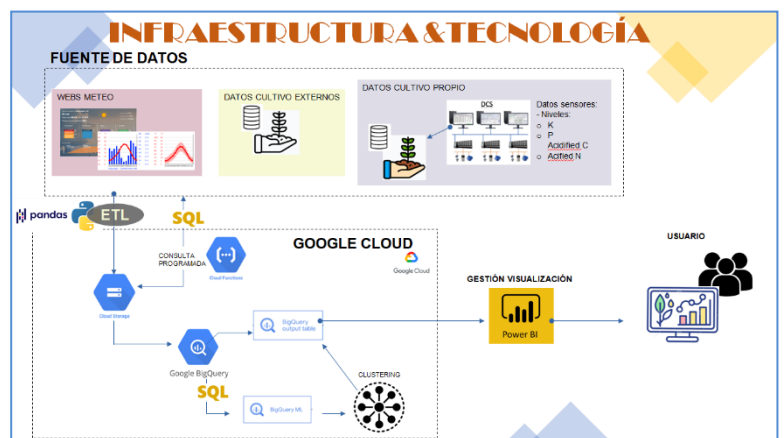 INFRAESTRUCTURA & TECNOLOGÍA
FUENTE DE DATOS
WEBS METEO
DATOS CULTIVO EXTERNOS
DATOS CULTIVO PROPIO
DCS
Datos sensores:
- Niveles:
o K
o P
Acidified C
o Acified N
pandas
ETL
SQL
GOOGLE CLOUD
Google Cloud
CONSULTA
PROGRAMADA
Cloud Functions
Cloud Storage
Google BigQuery
BigQuery
output table
SQL
BigQuery ML
CLUSTERING
GESTIÓN VISUALIZACIÓN
Power BI
USUARIO